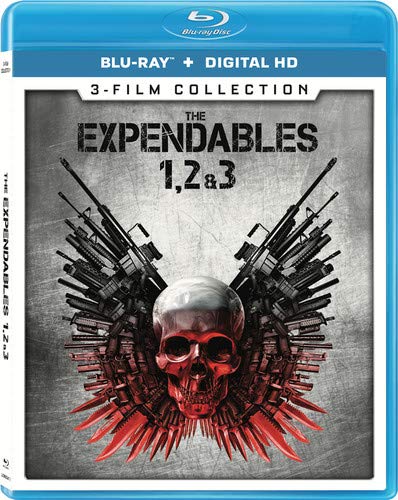 Blu-ray Disc
BLU-RAY™ + DIGITAL HD
3-FILM COLLECTION
THE
EXPENDABLES
1,2&3
THE EXPENDABLES 1,2&3